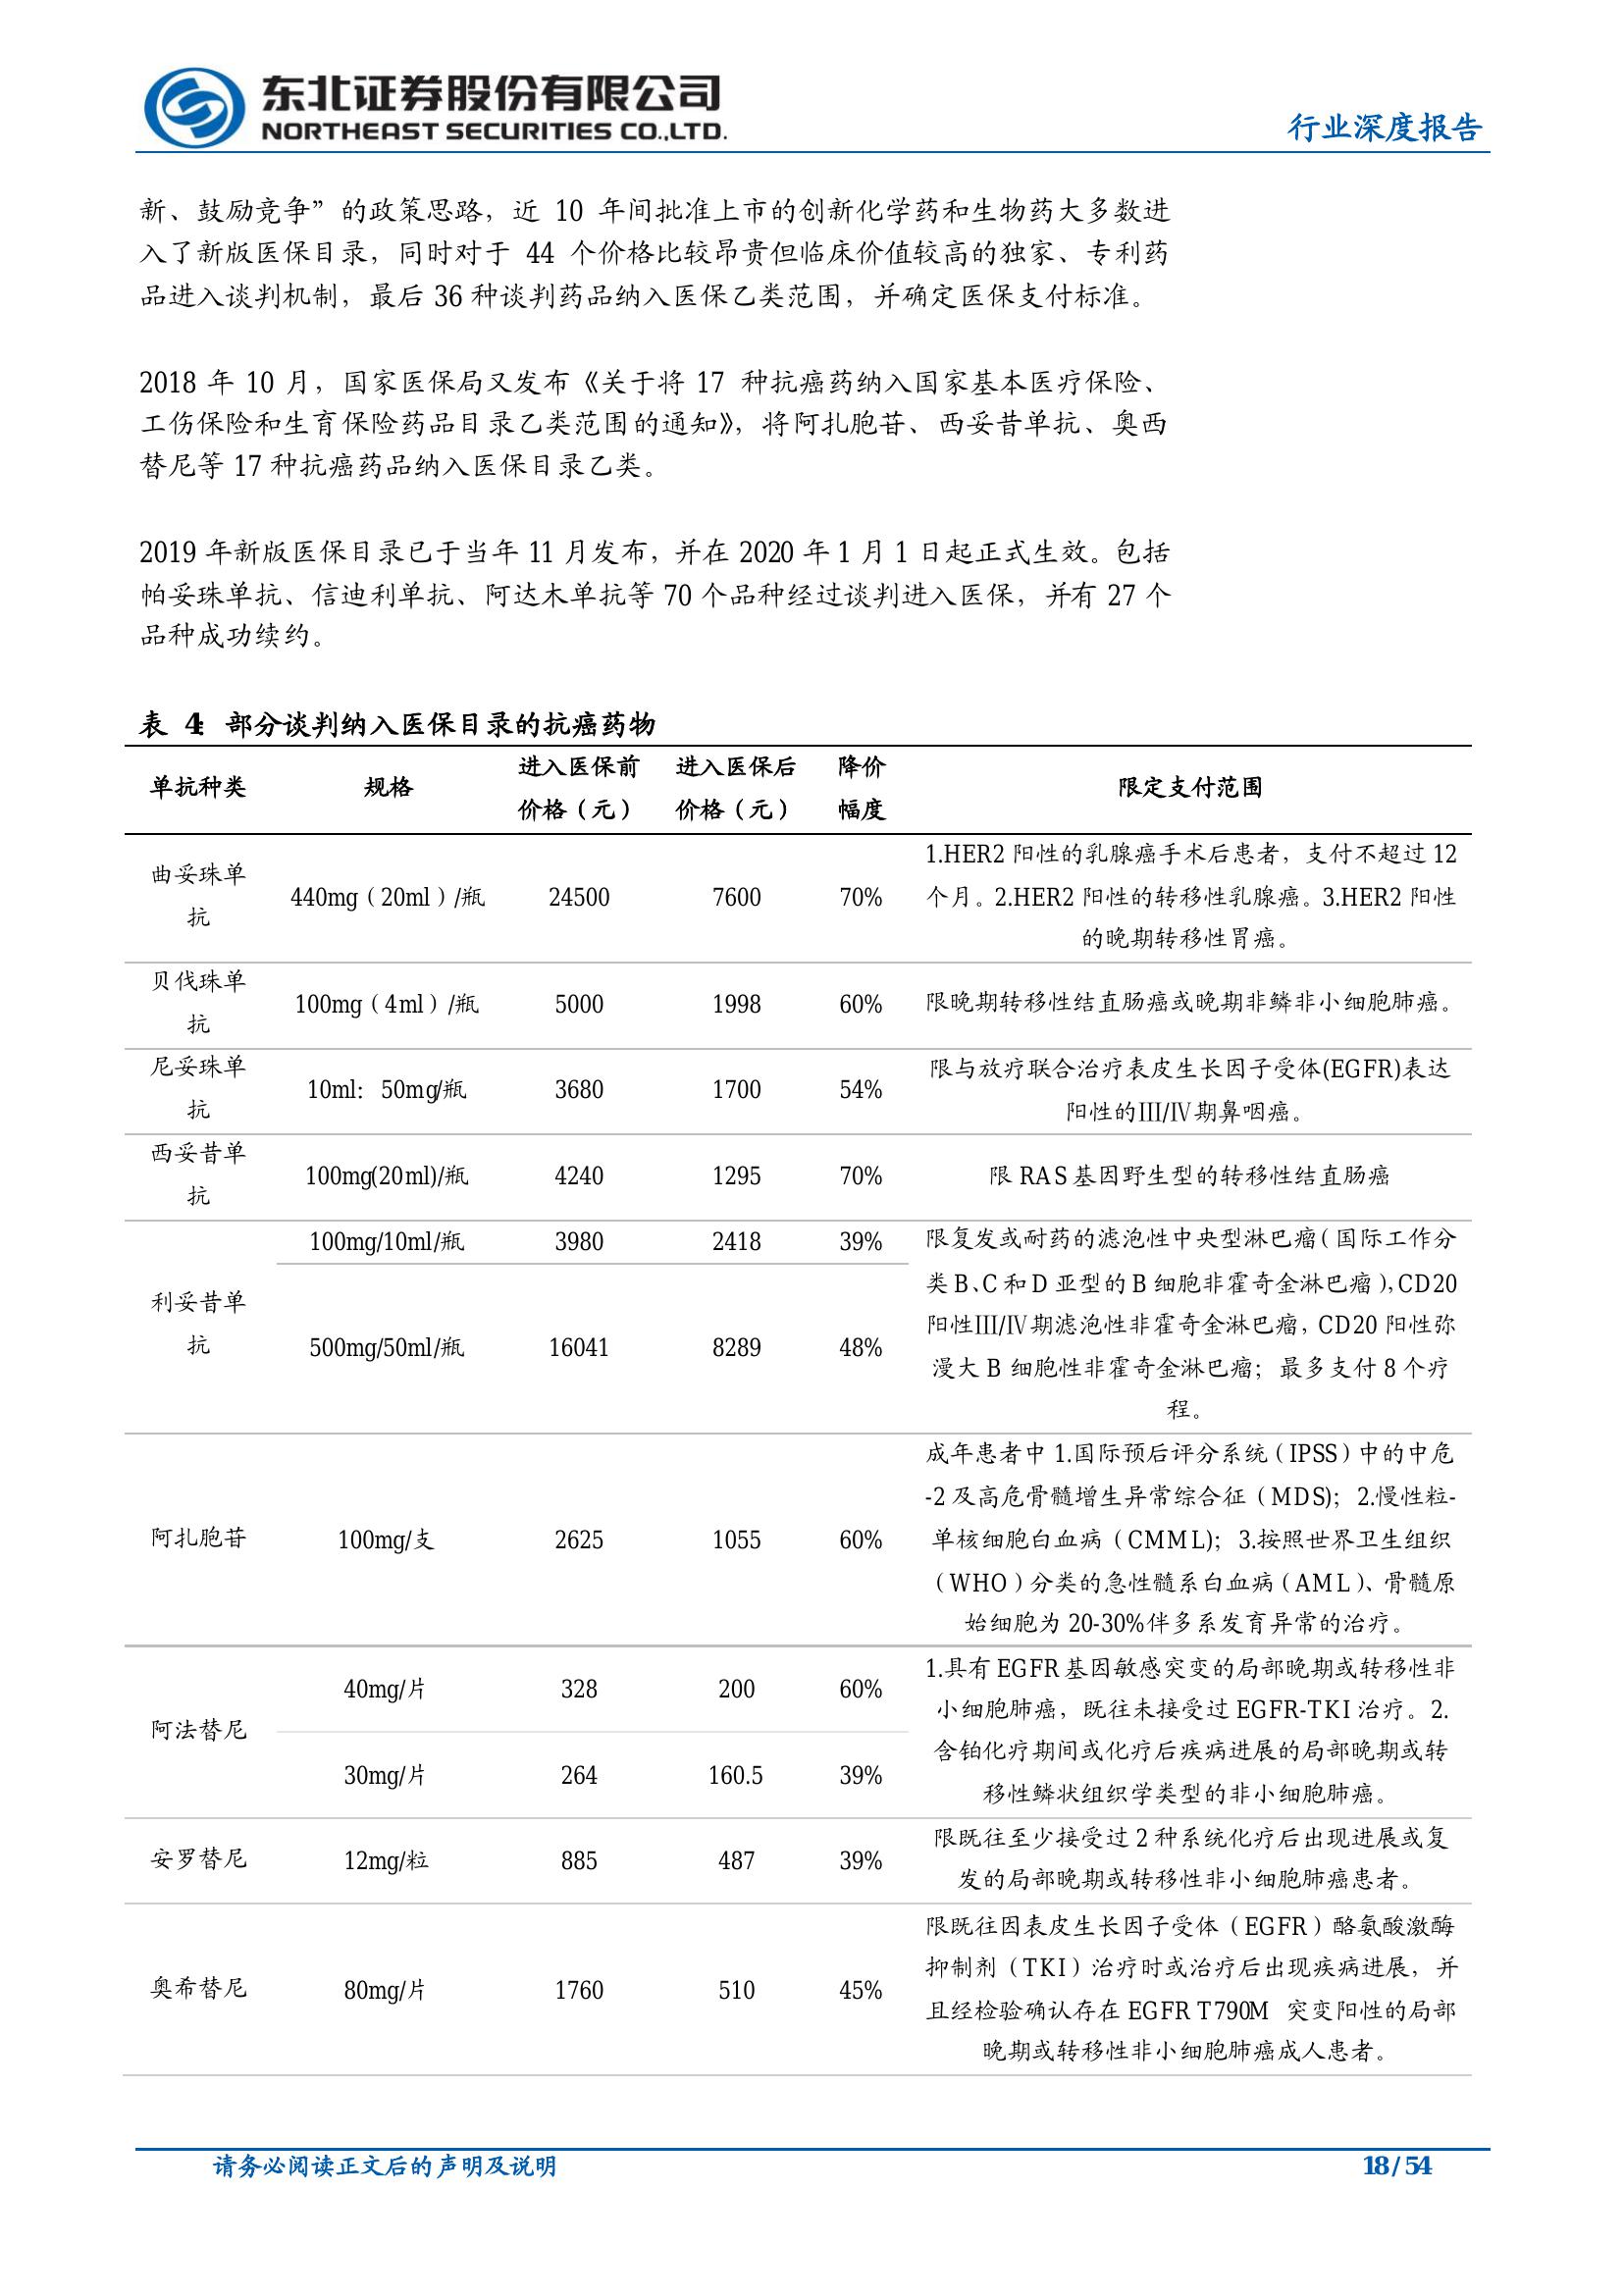 东北证券股份有限公司
NORTHEAST SECURITIES CO.,LTD.
行业深度报告
新、鼓励竞争”的政策思路，近 10 年间批准上市的创新化学药和生物药大多数进
入了新版医保目录，同时对于 44 个价格比较昂贵但临床价值较高的独家、专利药
品进入谈判机制，最后 36 种谈判药品纳入医保乙类范围，并确定医保支付标准。
2018 年 10 月，国家医保局又发布《关于将 17 种抗癌药纳入国家基本医疗保险、
工伤保险和生育保险药品目录乙类范围的通知》，将阿扎胞苷、西妥昔单抗、奥西
替尼等 17 种抗癌药品纳入医保目录乙类。
2019 年新版医保目录已于当年 11 月发布，并在 2020 年 1 月 1 日起正式生效。包括
帕妥珠单抗、信迪利单抗、阿达木单抗等 70 个品种经过谈判进入医保，并有 27 个
品种成功续约。
表 4：部分谈判纳入医保目录的抗癌药物
单抗种类 规格 进入医保前 进入医保后 降价 限定支付范围
价格（元） 价格（元） 幅度
曲妥珠单
抗
440mg（20ml）/瓶 24500 7600 70%
1.HER2 阳性的乳腺癌手术后患者，支付不超过 12
个月。2.HER2 阳性的转移性乳腺癌。3.HER2 阳性
的晚期转移性胃癌。
贝伐珠单
抗
100mg（4ml）/瓶 5000 1998 60% 限晚期转移性结直肠癌或晚期非鳞非小细胞肺癌。
尼妥珠单
抗
10ml：50mg/瓶 3680 1700 54%
限与放疗联合治疗表皮生长因子受体(EGFR)表达
阳性的Ⅲ/Ⅳ期鼻咽癌。
西妥昔单
抗
100mg(20ml)/瓶 4240 1295 70% 限 RAS 基因野生型的转移性结直肠癌
利妥昔单
抗
100mg/10ml/瓶 3980 2418 39%
500mg/50ml/瓶 16041 8289 48%
限复发或耐药的滤泡性中央型淋巴瘤（国际工作分
类 B、C 和 D 亚型的 B 细胞非霍奇金淋巴瘤），CD20
阳性Ⅲ/Ⅳ期滤泡性非霍奇金淋巴瘤，CD20 阳性弥
漫大 B 细胞性非霍奇金淋巴瘤；最多支付 8 个疗
程。
阿扎胞苷 100mg/支 2625 1055 60%
成年患者中 1.国际预后评分系统（IPSS）中的中危
-2 及高危骨髓增生异常综合征（MDS)；2.慢性粒-
单核细胞白血病（CMML)；3.按照世界卫生组织
（WHO）分类的急性髓系白血病（AML）、骨髓原
始细胞为 20-30%伴多系发育异常的治疗。
阿法替尼
40mg/片 328 200 60%
30mg/片 264 160.5 39%
1.具有 EGFR 基因敏感突变的局部晚期或转移性非
小细胞肺癌，既往未接受过 EGFR-TKI 治疗。2.
含铂化疗期间或化疗后疾病进展的局部晚期或转
移性鳞状组织学类型的非小细胞肺癌。
安罗替尼 12mg/粒 885 487 39%
限既往至少接受过 2 种系统化疗后出现进展或复
发的局部晚期或转移性非小细胞肺癌患者。
奥希替尼 80mg/片 1760 510 45%
限既往因表皮生长因子受体（EGFR）酪氨酸激酶
抑制剂（TKI）治疗时或治疗后出现疾病进展，并
且经检验确认存在 EGFR T790M 突变阳性的局部
晚期或转移性非小细胞肺癌成人患者。
请务必阅读正文后的声明及说明
18 / 54